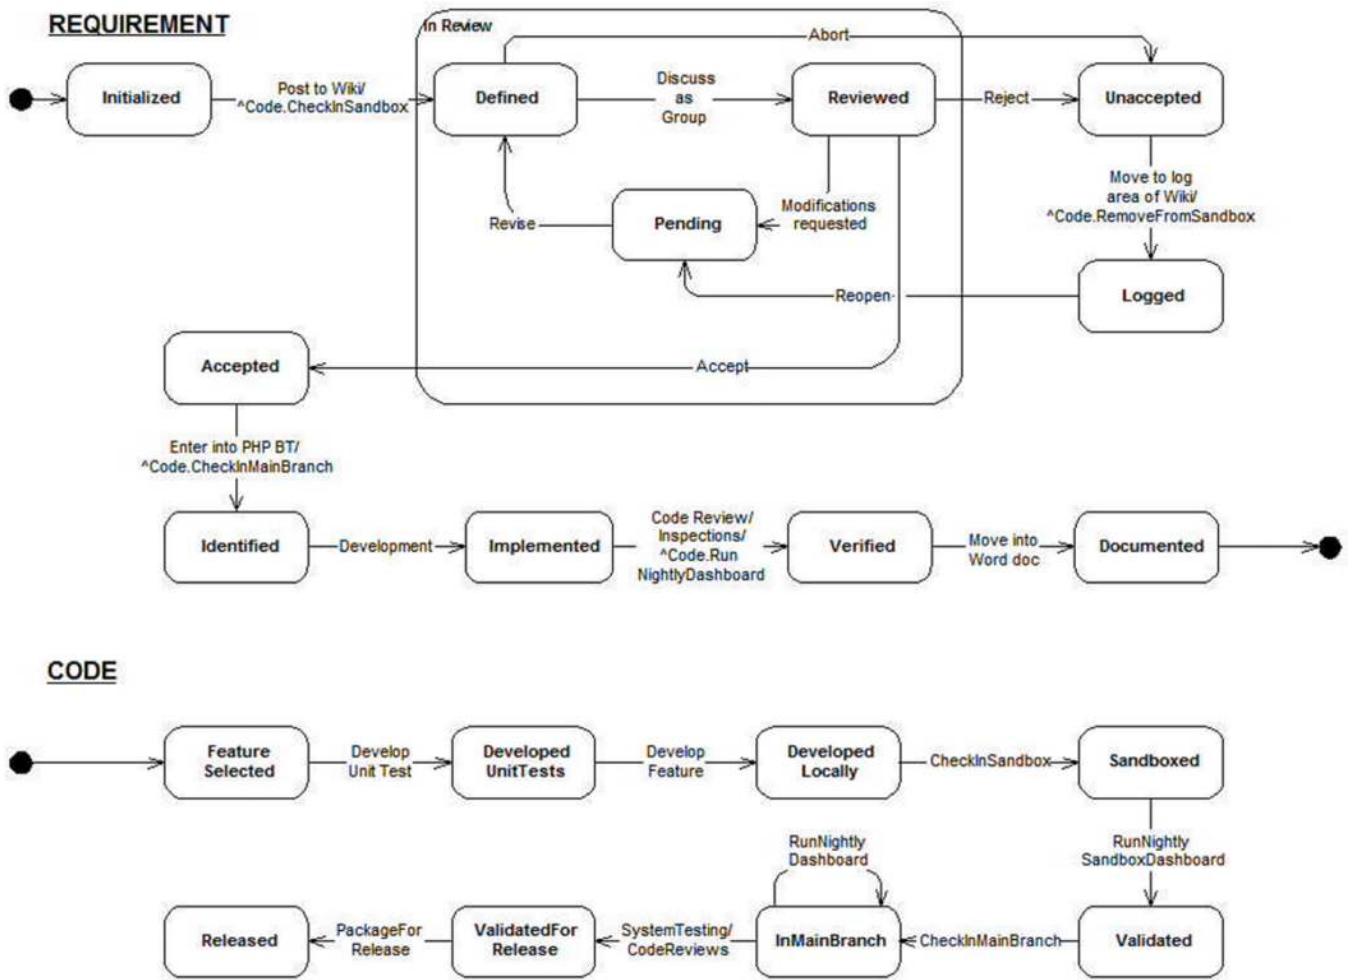 REQUIREMENT
In Review
Abort
Initialized
Post to Wiki/
^Code.CheckInSandbox
Defined
Discuss
as
Group
Reviewed
Reject
Unaccepted
Move to log
area of Wiki/
^Code.RemoveFromSandbox
Modifications
requested
Pending
Revise
Reopen
Logged
Accepted
Accept
Enter into PHP BT/
^Code.CheckInMainBranch
Identified
Development
Implemented
Code Review/
Inspections/
^Code.Run
NightlyDashboard
Verified
Move into
Word doc
Documented
CODE
Feature
Selected
Develop
Unit Test
Developed
UnitTests
Develop
Feature
Developed
Locally
CheckInSandbox
Sandboxed
RunNightly
Dashboard
RunNightly
SandboxDashboard
Released
PackageFor
Release
ValidatedFor
Release
SystemTesting/
CodeReviews
InMainBranch
CheckInMainBranch
Validated